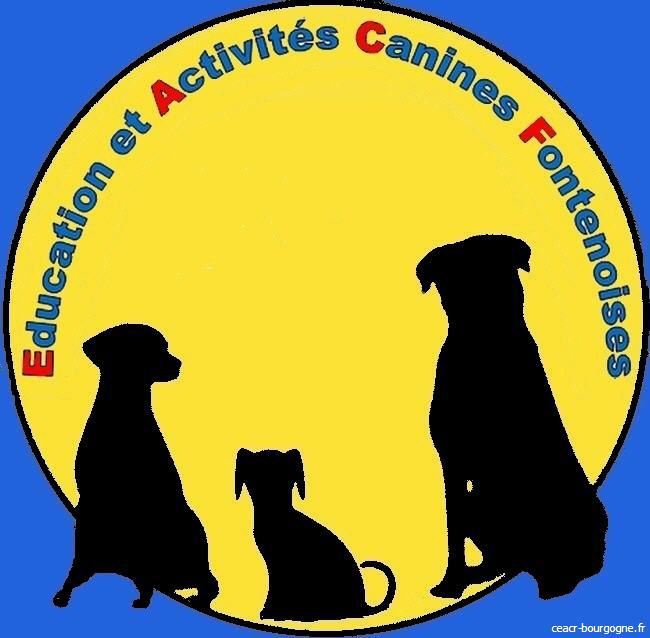 Education et Activités Canines Fontenoises
ceacr-bourgogne.fr